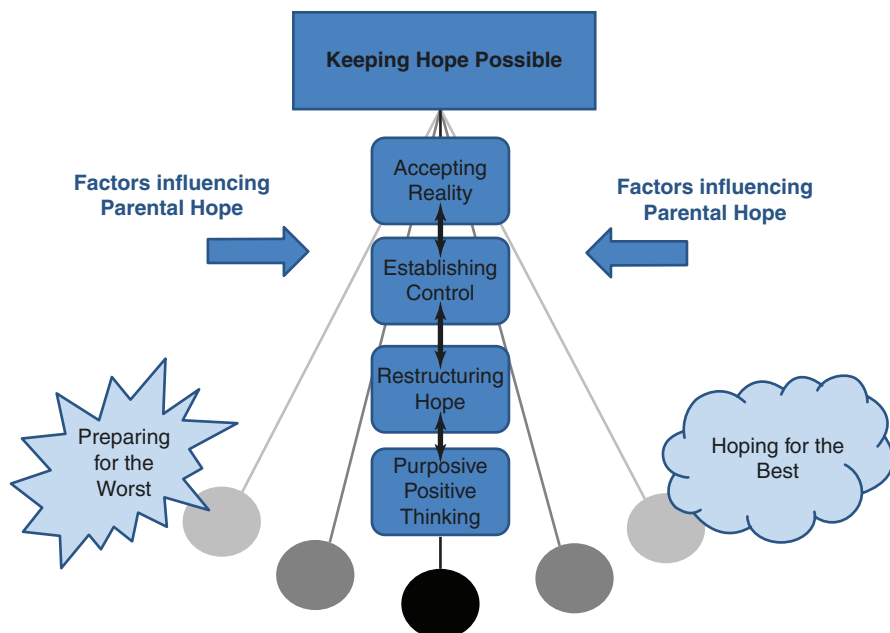 Keeping Hope Possible
Factors influencing
Parental Hope
Accepting
Reality
Factors influencing
Parental Hope
Establishing
Control
Restructuring
Hope
Preparing
for the
Worst
Purposive
Positive
Thinking
Hoping for the
Best